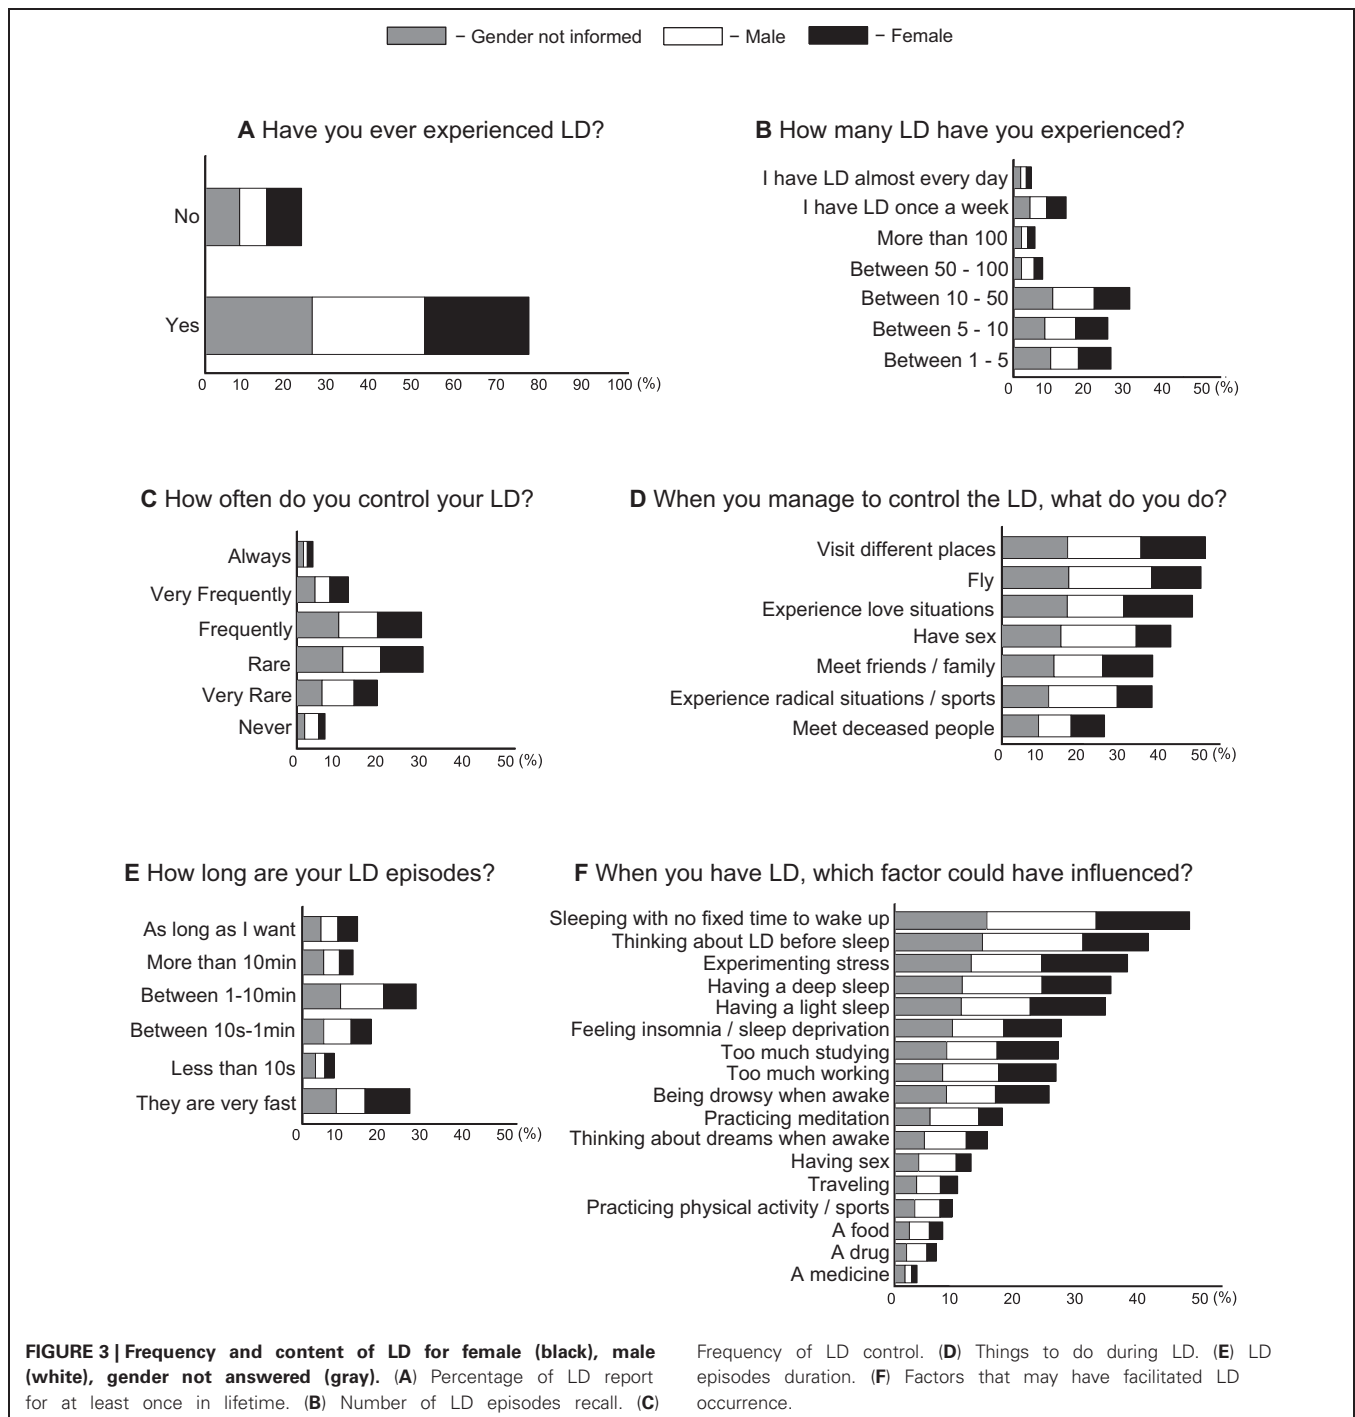 – Gender not informed – Male – Female
A Have you ever experienced LD?
No
Yes
0 10 20 30 40 50 60 70 80 90 100 (%)
B How many LD have you experienced?
I have LD almost every day
I have LD once a week
More than 100
Between 50 - 100
Between 10 - 50
Between 5 - 10
Between 1 - 5
0 10 20 30 40 50 (%)
C How often do you control your LD?
Always
Very Frequently
Frequently
Rare
Very Rare
Never
0 10 20 30 40 50 (%)
D When you manage to control the LD, what do you do?
Visit different places
Fly
Experience love situations
Have sex
Meet friends / family
Experience radical situations / sports
Meet deceased people
0 10 20 30 40 50 (%)
E How long are your LD episodes?
As long as I want
More than 10min
Between 1-10min
Between 10s-1min
Less than 10s
They are very fast
0 10 20 30 40 50 (%)
F When you have LD, which factor could have influenced?
Sleeping with no fixed time to wake up
Thinking about LD before sleep
Experimenting stress
Having a deep sleep
Having a light sleep
Feeling insomnia / sleep deprivation
Too much studying
Too much working
Being drowsy when awake
Practicing meditation
Thinking about dreams when awake
Having sex
Traveling
Practicing physical activity / sports
A food
A drug
A medicine
0 10 20 30 40 50 (%)
FIGURE 3 | Frequency and content of LD for female (black), male
(white), gender not answered (gray). (A) Percentage of LD report
for at least once in lifetime. (B) Number of LD episodes recall. (C)
Frequency of LD control. (D) Things to do during LD. (E) LD
episodes duration. (F) Factors that may have facilitated LD
occurrence.